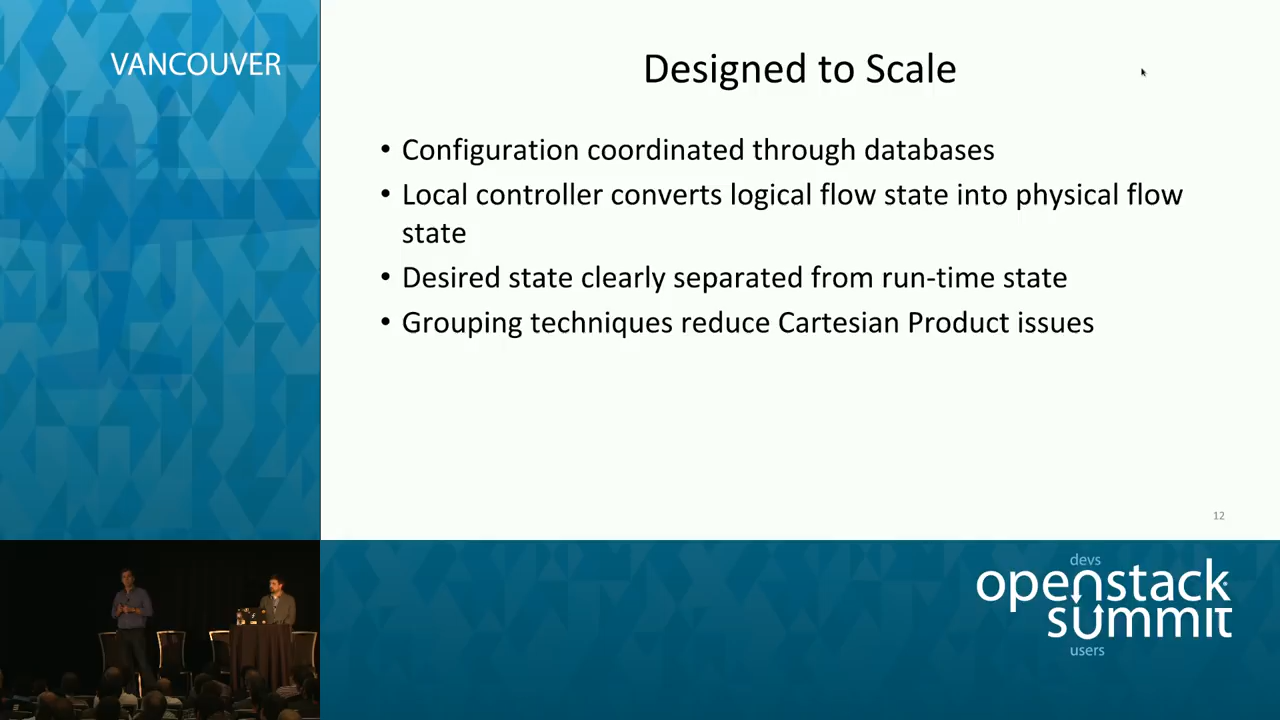 VANCOUVER
Designed to Scale
• Configuration coordinated through databases
• Local controller converts logical flow state into physical flow
state
• Desired state clearly separated from run-time state
• Grouping techniques reduce Cartesian Product issues
12
devs
openstack
summit
users